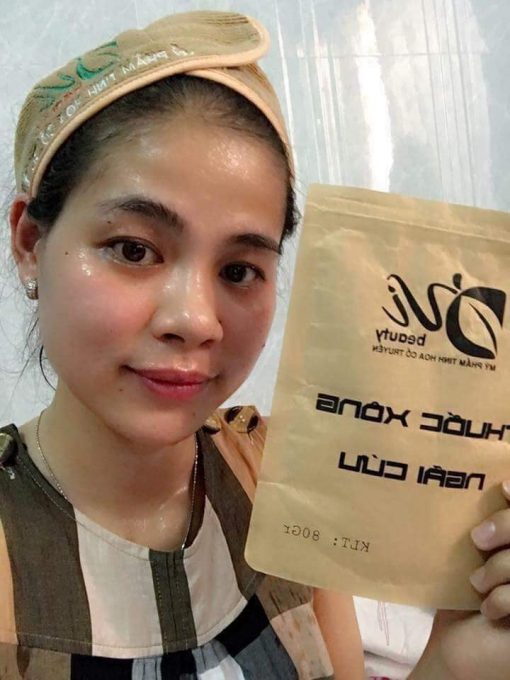 D'Vi
beauty
MỸ PHẨM TINH HOA CỔ TRUYỀN
THUỐC XÔNG
NGẢI CỨU
KLT: 80Gr